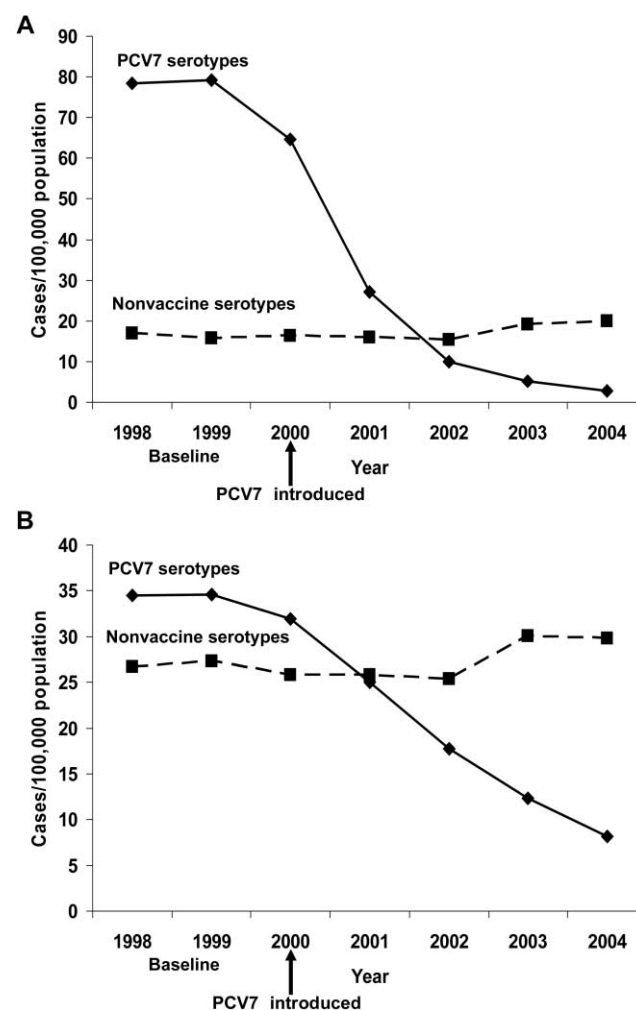 A
90
80
70
60
50
40
30
20
10
0
Cases/100,000 population
PCV7 serotypes
Nonvaccine serotypes
1998 1999 2000 2001 2002 2003 2004
Baseline
Year
PCV7 introduced
B
40
35
30
25
20
15
10
5
0
Cases/100,000 population
PCV7 serotypes
Nonvaccine serotypes
1998 1999 2000 2001 2002 2003 2004
Baseline
Year
PCV7 introduced